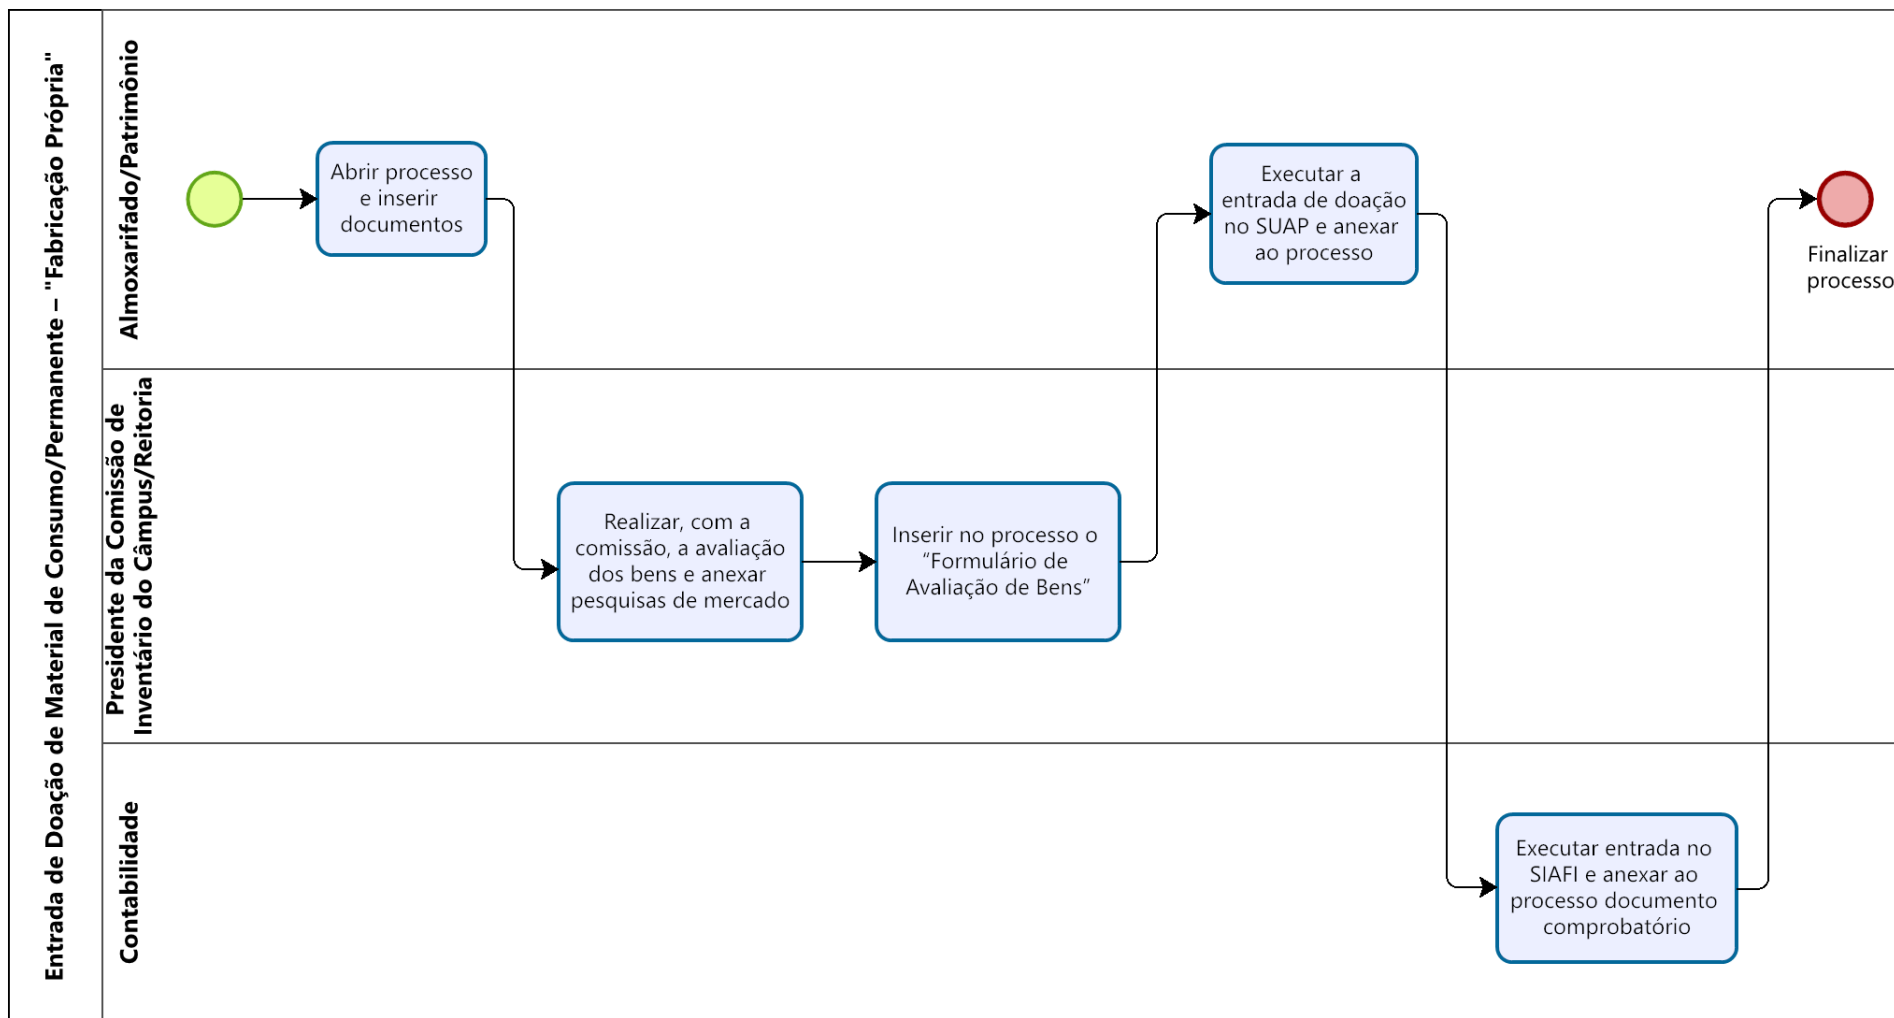 Entrada de Doação de Material de Consumo/Permanente – "Fabricação Própria"
Almoxarifado/Patrimônio
Abrir processo
e inserir
documentos
Executar a
entrada de doação
no SUAP e anexar
ao processo
Finalizar
processo
Presidente da Comissão de
Inventário do Câmpus/Reitoria
Realizar, com a
comissão, a avaliação
dos bens e anexar
pesquisas de mercado
Inserir no processo o
“Formulário de
Avaliação de Bens”
Contabilidade
Executar entrada no
SIAFI e anexar ao
processo documento
comprobatório